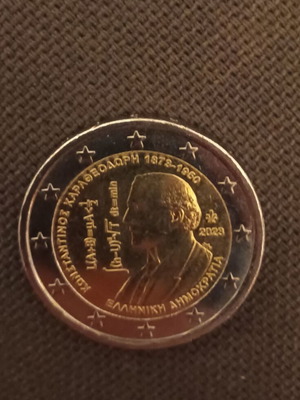 ΚΩΝΣΤΑΝΤΙΝΟΣ ΚΑΡΑΘΕΟΔΩΡΗ 1873-1950
2023
ΕΛΛΗΝΙΚΗ ΔΗΜΟΚΡΑΤΙΑ